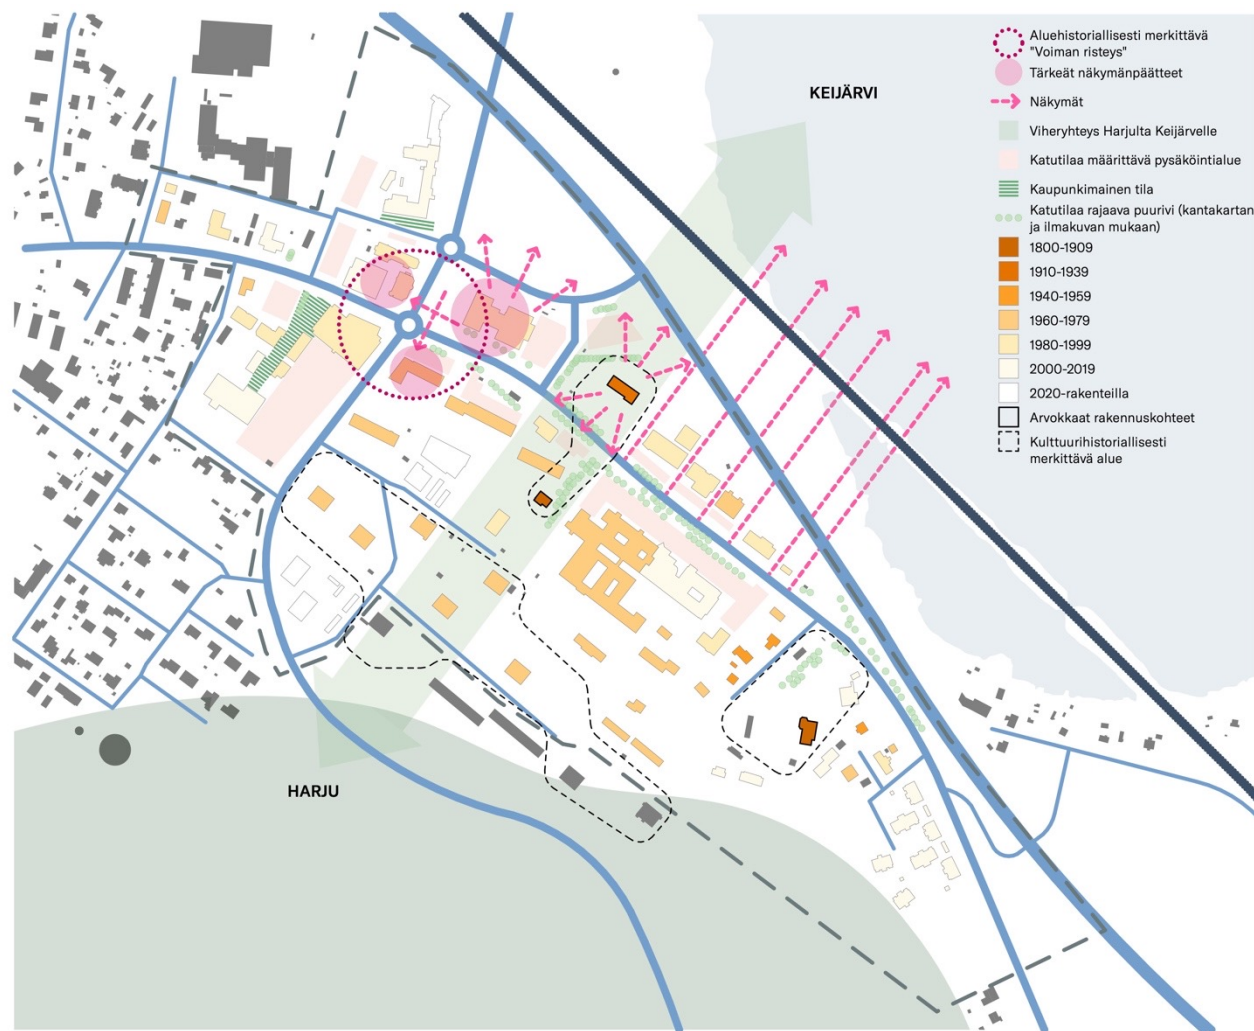 KEIJÄRVI
HARJU
Aluehistoriallisesti merkittävä
"Voiman risteys"
Tärkeät näkymänpäätteet
Näkymät
Viheryhteys Harjulta Keijärvelle
Katutilaa määrittävä pysäköintialue
Kaupunkimainen tila
Katutilaa rajaava puurivi (kantakartan
ja ilmakuvan mukaan)
1800-1909
1910-1939
1940-1959
1960-1979
1980-1999
2000-2019
2020-rakenteilla
Arvokkaat rakennuskohteet
Kulttuurihistoriallisesti
merkittävä alue